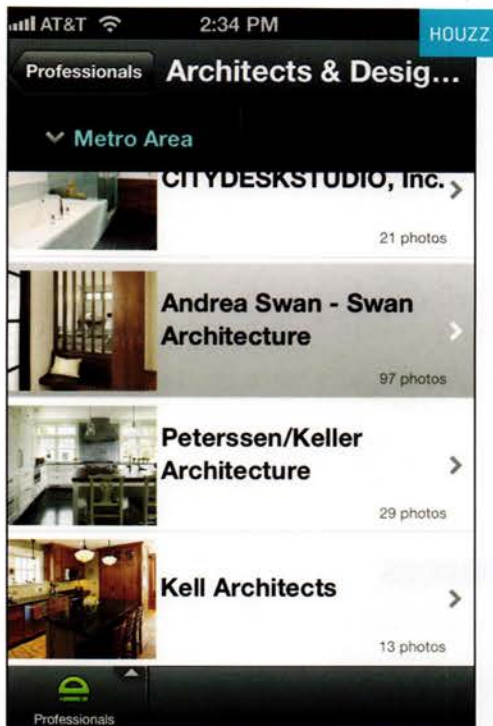 AT&T 2:34 PM
HOUZZ
Professionals Architects & Desig...
Metro Area
CITYDESKSTUDIO, Inc.
21 photos
Andrea Swan - Swan
Architecture
97 photos
Peterssen/Keller
Architecture
29 photos
Kell Architects
13 photos
Professionals